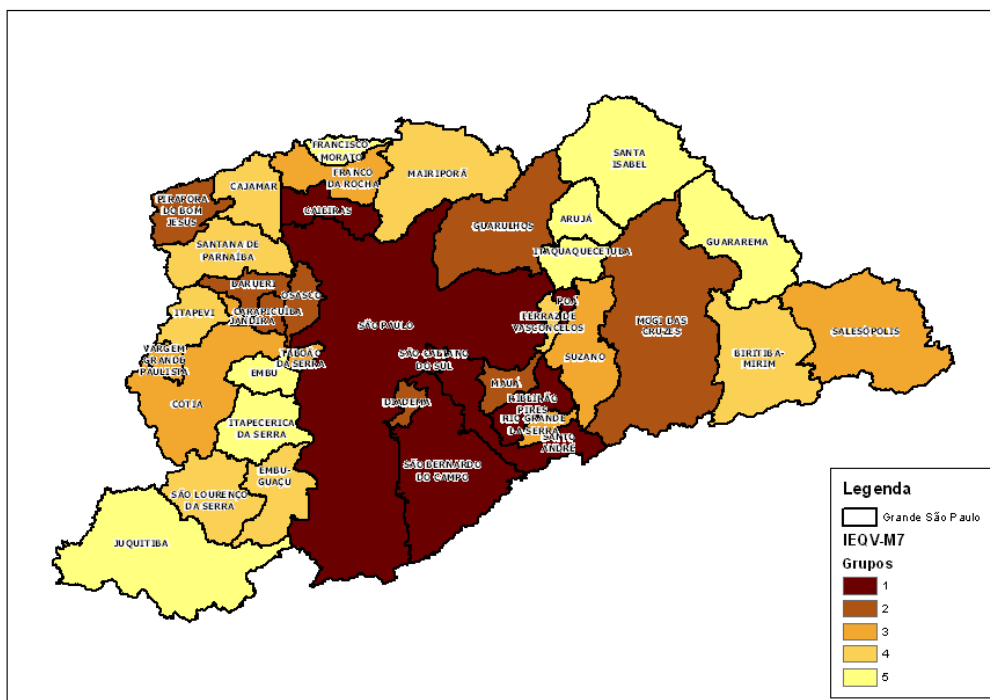 FRANCISCO
MORATO
FRANCO
DA ROCHA
MAIRIPORÃ
SANTA
ISABEL
CAJAMAR
PIRAPORA
DO BOM
JESUS
CAIEIRAS
GUARULHOS
ARUJÁ
GUARAREMA
SANTANA DE
PARNAÍBA
ITAQUAQUECETUBA
BARUERI
OSASCO
ITAPEVI
CARAPICUÍBA
JANDIRA
POÁ
FERRAZ DE
VASCONCELOS
SÃO PAULO
MOGI DAS
CRUZES
SALESÓPOLIS
VARGEM
GRANDE
PAULISTA
TABOÃO
DA SERRA
SÃO CAETANO
DO SUL
SUZANO
BIRITIBA-
MIRIM
EMBU
COTIA
DIADEMA
MAUÁ
RIBEIRÃO
PIRES
RIO GRANDE
DA SERRA
ITAPECERICA
DA SERRA
SANTO
ANDRÉ
SÃO BERNARDO
DO CAMPO
EMBU-
GUAÇU
SÃO LOURENÇO
DA SERRA
JUQUITIBA
Legenda
Grande São Paulo
IEQV-M7
Grupos
1
2
3
4
5